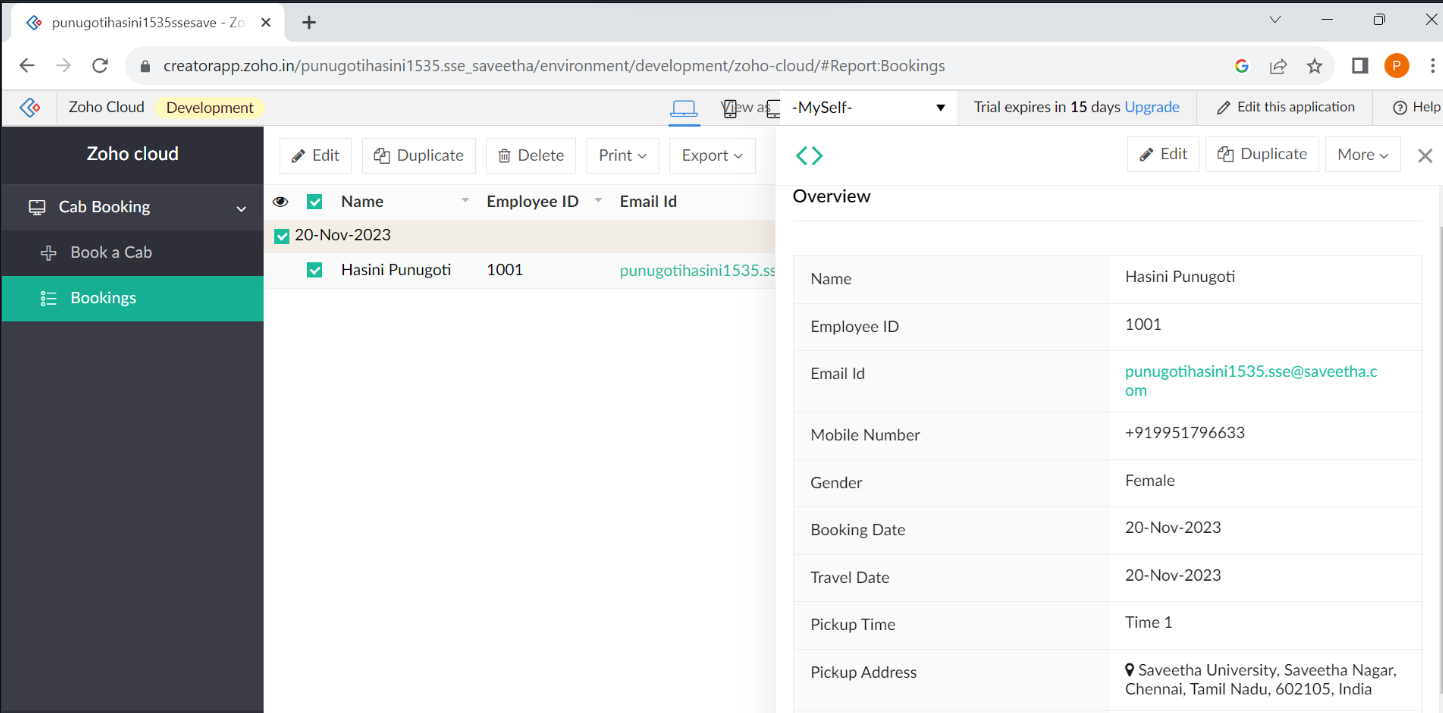 punugotihasini1535ssesave - Zo
creatorapp.zoho.in/punugotihasini1535.sse_saveetha/environment/development/zoho-cloud/#Report:Bookings
G
P
Zoho Cloud Development
View as
-MySelf-
Trial expires in 15 days Upgrade
Edit this application
Help
Zoho cloud
Cab Booking
Book a Cab
Bookings
Edit Duplicate Delete Print Export
Name Employee ID Email Id
20-Nov-2023
Hasini Punugoti 1001 punugotihasini1535.ss
Edit Duplicate More
Overview
Name Hasini Punugoti
Employee ID 1001
Email Id punugotihasini1535.sse@saveetha.c
om
Mobile Number +919951796633
Gender Female
Booking Date 20-Nov-2023
Travel Date 20-Nov-2023
Pickup Time Time 1
Pickup Address Saveetha University, Saveetha Nagar,
Chennai, Tamil Nadu, 602105, India